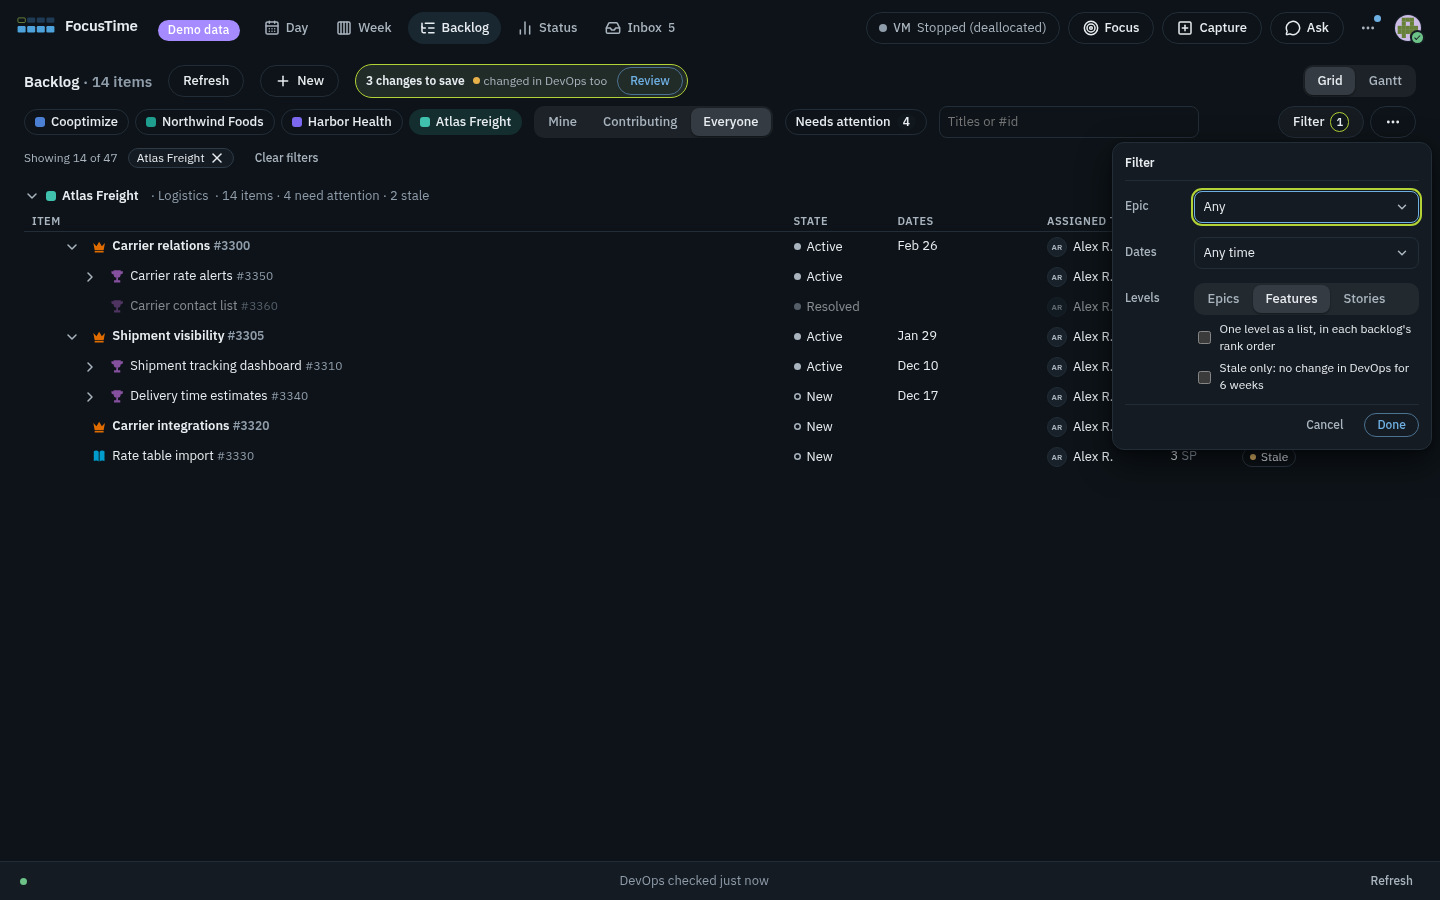 FocusTime Demo data Day Week Backlog Status Inbox 5 VM Stopped (deallocated) Focus Capture Ask
Backlog · 14 items Refresh New 3 changes to save changed in DevOps too Review Grid Gantt
Cooptimize Northwind Foods Harbor Health Atlas Freight Mine Contributing Everyone Needs attention 4 Titles or #id Filter 1
Showing 14 of 47 Atlas Freight Clear filters
Filter
Atlas Freight · Logistics · 14 items · 4 need attention · 2 stale
Epic Any
ITEM STATE DATES ASSIGNED
Carrier relations #3300 Active Feb 26 AR Alex R.
Dates Any time
Carrier rate alerts #3350 Active AR Alex R.
Levels Epics Features Stories
Carrier contact list #3360 Resolved AR Alex R.
One level as a list, in each backlog's
rank order
Shipment visibility #3305 Active Jan 29 AR Alex R.
Shipment tracking dashboard #3310 Active Dec 10 AR Alex R.
Stale only: no change in DevOps for
6 weeks
Delivery time estimates #3340 New Dec 17 AR Alex R.
Carrier integrations #3320 New AR Alex R.
Cancel Done
Rate table import #3330 New AR Alex R. 3 SP Stale
DevOps checked just now Refresh